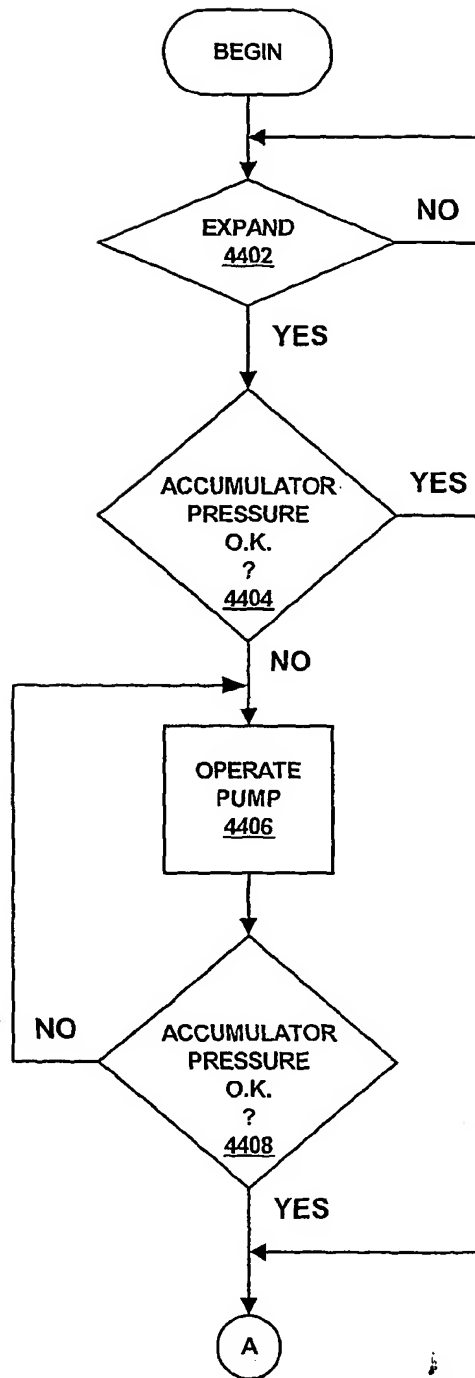 BEGIN
EXPAND
4402
NO
YES
ACCUMULATOR
PRESSURE
O.K.
?
4404
YES
NO
OPERATE
PUMP
4406
ACCUMULATOR
PRESSURE
O.K.
?
4408
NO
YES
A